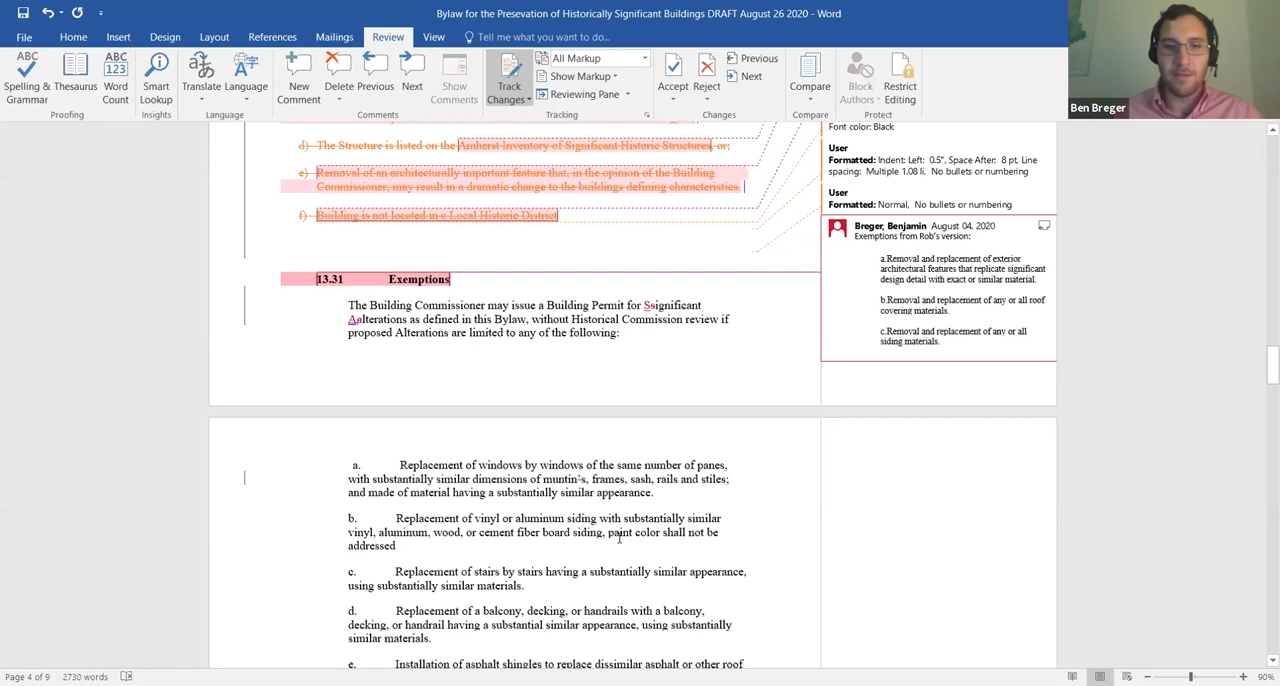 Bylaw for the Presevation of Historically Significant Buildings DRAFT August 26 2020 - Word
File Home Insert Design Layout References Mailings Review View Tell me what you want to do...
ABC Spelling & Grammar
Thesaurus
ABC 123 Word Count
Smart Lookup
Translate
Language
New Comment
Delete
Previous
Next
Show Comments
Track Changes
All Markup
Show Markup
Reviewing Pane
Accept
Reject
Previous
Next
Compare
Block Authors
Restrict Editing
Proofing Insights Language Comments Tracking Changes Compare Protect
Ben Breger
d) The Structure is listed on the Amherst Inventory of Significant Historic Structures, or;
e) Removal of an architecturally important feature that, in the opinion of the Building
Commissioner, may result in a dramatic change to the buildings defining characteristics.
f) Building is not located in a Local Historic District
13.31 Exemptions
The Building Commissioner may issue a Building Permit for Ssignificant
Aalterations as defined in this Bylaw, without Historical Commission review if
proposed Alterations are limited to any of the following:
Font color: Black
User
Formatted: Indent: Left: 0.5", Space After: 8 pt, Line
spacing: Multiple 1.08 li, No bullets or numbering
User
Formatted: Normal, No bullets or numbering
Breger, Benjamin August 04, 2020
Exemptions from Rob's version:
a.Removal and replacement of exterior
architectural features that replicate significant
design detail with exact or similar material.
b.Removal and replacement of any or all roof
covering materials.
c.Removal and replacement of any or all
siding materials.
a. Replacement of windows by windows of the same number of panes,
with substantially similar dimensions of muntin's, frames, sash, rails and stiles;
and made of material having a substantially similar appearance.
b. Replacement of vinyl or aluminum siding with substantially similar
vinyl, aluminum, wood, or cement fiber board siding, paint color shall not be
addressed
c. Replacement of stairs by stairs having a substantially similar appearance,
using substantially similar materials.
d. Replacement of a balcony, decking, or handrails with a balcony,
decking, or handrail having a substantial similar appearance, using substantially
similar materials.
e. Installation of asphalt shingles to replace dissimilar asphalt or other roof
Page 4 of 9 2730 words
90%